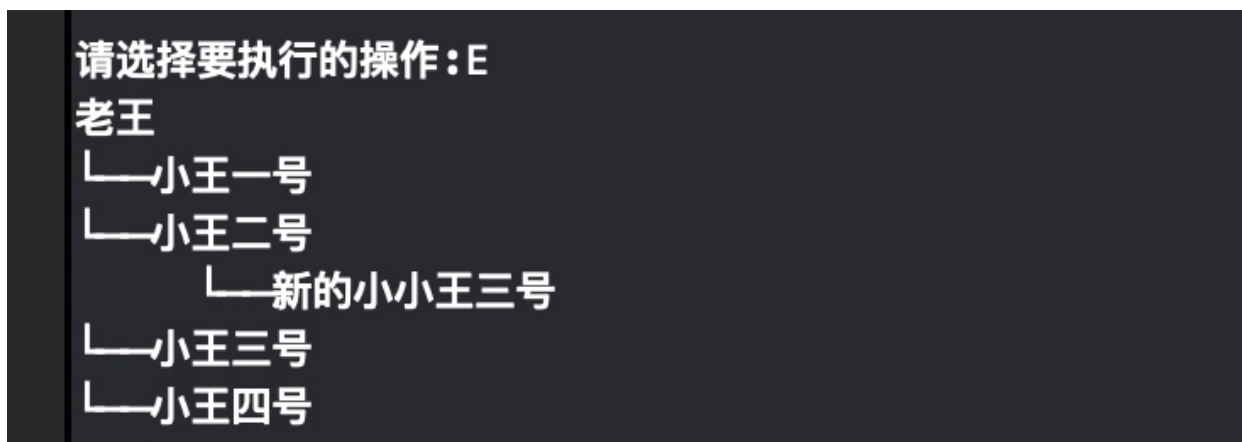 请选择要执行的操作:E
老王
└──小王一号
└──小王二号
└──新的小小王三号
└──小王三号
└──小王四号